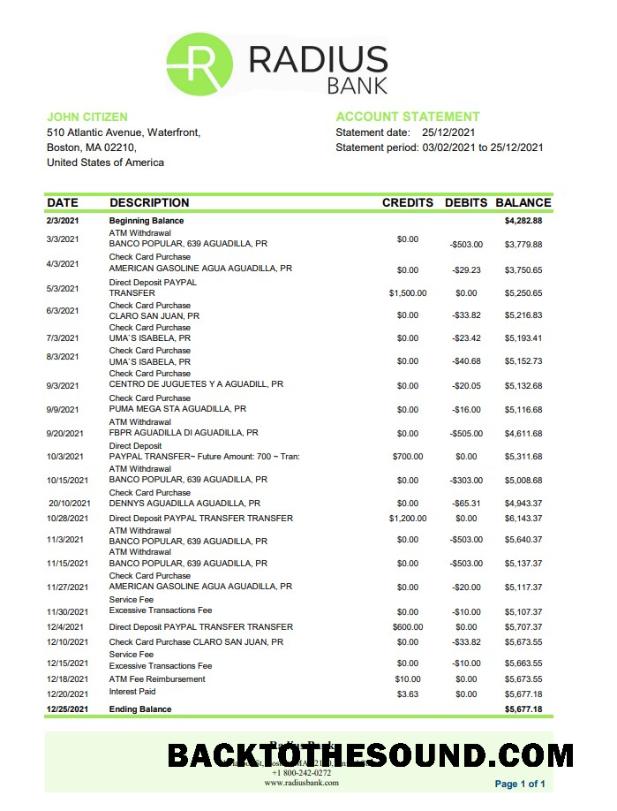 RADIUS
BANK
JOHN CITIZEN
510 Atlantic Avenue, Waterfront,
Boston, MA 02210,
United States of America
ACCOUNT STATEMENT
Statement date: 25/12/2021
Statement period: 03/02/2021 to 25/12/2021
DATE DESCRIPTION CREDITS DEBITS BALANCE
2/3/2021 Beginning Balance $4,282.88
ATM Withdrawal
3/3/2021 BANCO POPULAR, 639 AGUADILLA, PR $0.00 -$503.00 $3,779.88
Check Card Purchase
4/3/2021 AMERICAN GASOLINE AGUA AGUADILLA, PR $0.00 -$29.23 $3,750.65
Direct Deposit PAYPAL
5/3/2021 TRANSFER $1,500.00 $0.00 $5,250.65
Check Card Purchase
6/3/2021 CLARO SAN JUAN, PR $0.00 -$33.82 $5,216.83
Check Card Purchase
7/3/2021 UMA´S ISABELA, PR $0.00 -$23.42 $5,193.41
Check Card Purchase
8/3/2021 UMA´S ISABELA, PR $0.00 -$40.68 $5,152.73
Check Card Purchase
9/3/2021 CENTRO DE JUGUETES Y A AGUADILL, PR $0.00 -$20.05 $5,132.68
Check Card Purchase
9/9/2021 PUMA MEGA STA AGUADILLA, PR $0.00 -$16.00 $5,116.68
ATM Withdrawal
9/20/2021 FBPR AGUADILLA DI AGUADILLA, PR $0.00 -$505.00 $4,611.68
Direct Deposit
10/3/2021 PAYPAL TRANSFER~ Future Amount: 700 ~ Tran: $700.00 $0.00 $5,311.68
ATM Withdrawal
10/15/2021 BANCO POPULAR, 639 AGUADILLA, PR $0.00 -$303.00 $5,008.68
Check Card Purchase
20/10/2021 DENNYS AGUADILLA AGUADILLA, PR $0.00 -$65.31 $4,943.37
10/28/2021 Direct Deposit PAYPAL TRANSFER TRANSFER $1,200.00 $0.00 $6,143.37
ATM Withdrawal
11/3/2021 BANCO POPULAR, 639 AGUADILLA, PR $0.00 -$503.00 $5,640.37
ATM Withdrawal
11/15/2021 BANCO POPULAR, 639 AGUADILLA, PR $0.00 -$503.00 $5,137.37
Check Card Purchase
11/27/2021 AMERICAN GASOLINE AGUA AGUADILLA, PR $0.00 -$20.00 $5,117.37
Service Fee
11/30/2021 Excessive Transactions Fee $0.00 -$10.00 $5,107.37
12/4/2021 Direct Deposit PAYPAL TRANSFER TRANSFER $600.00 $0.00 $5,707.37
12/10/2021 Check Card Purchase CLARO SAN JUAN, PR $0.00 -$33.82 $5,673.55
Service Fee
12/15/2021 Excessive Transactions Fee $0.00 -$10.00 $5,663.55
12/18/2021 ATM Fee Reimbursement $10.00 $0.00 $5,673.55
12/20/2021 Interest Paid $3.63 $0.00 $5,677.18
12/25/2021 Ending Balance $5,677.18
BACKTOTHESOUND.COM
+1 800-242-0272
www.radiusbank.com
Page 1 of 1